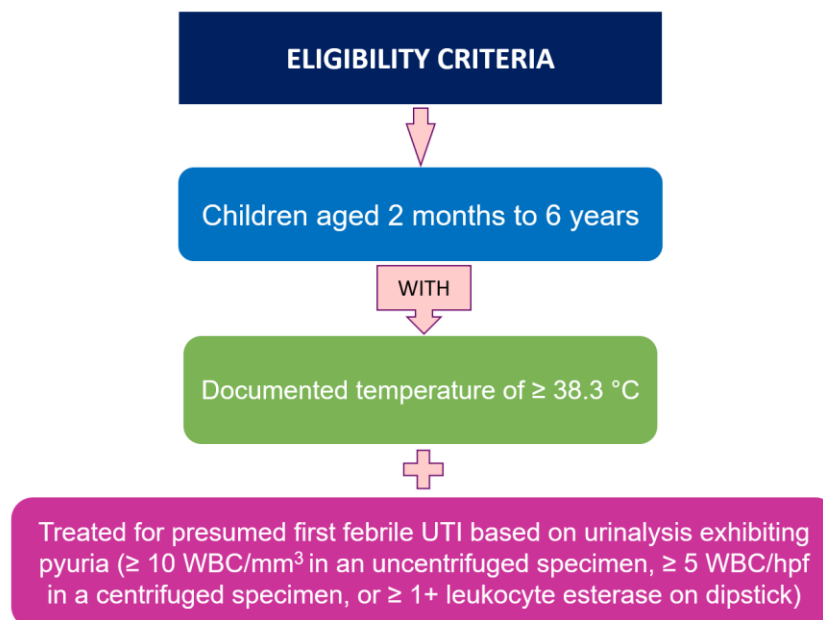 ELIGIBILITY CRITERIA
Children aged 2 months to 6 years
WITH
Documented temperature of ≥ 38.3 °C
Treated for presumed first febrile UTI based on urinalysis exhibiting
pyuria (≥ 10 WBC/mm³ in an uncentrifuged specimen, ≥ 5 WBC/hpf
in a centrifuged specimen, or ≥ 1+ leukocyte esterase on dipstick)